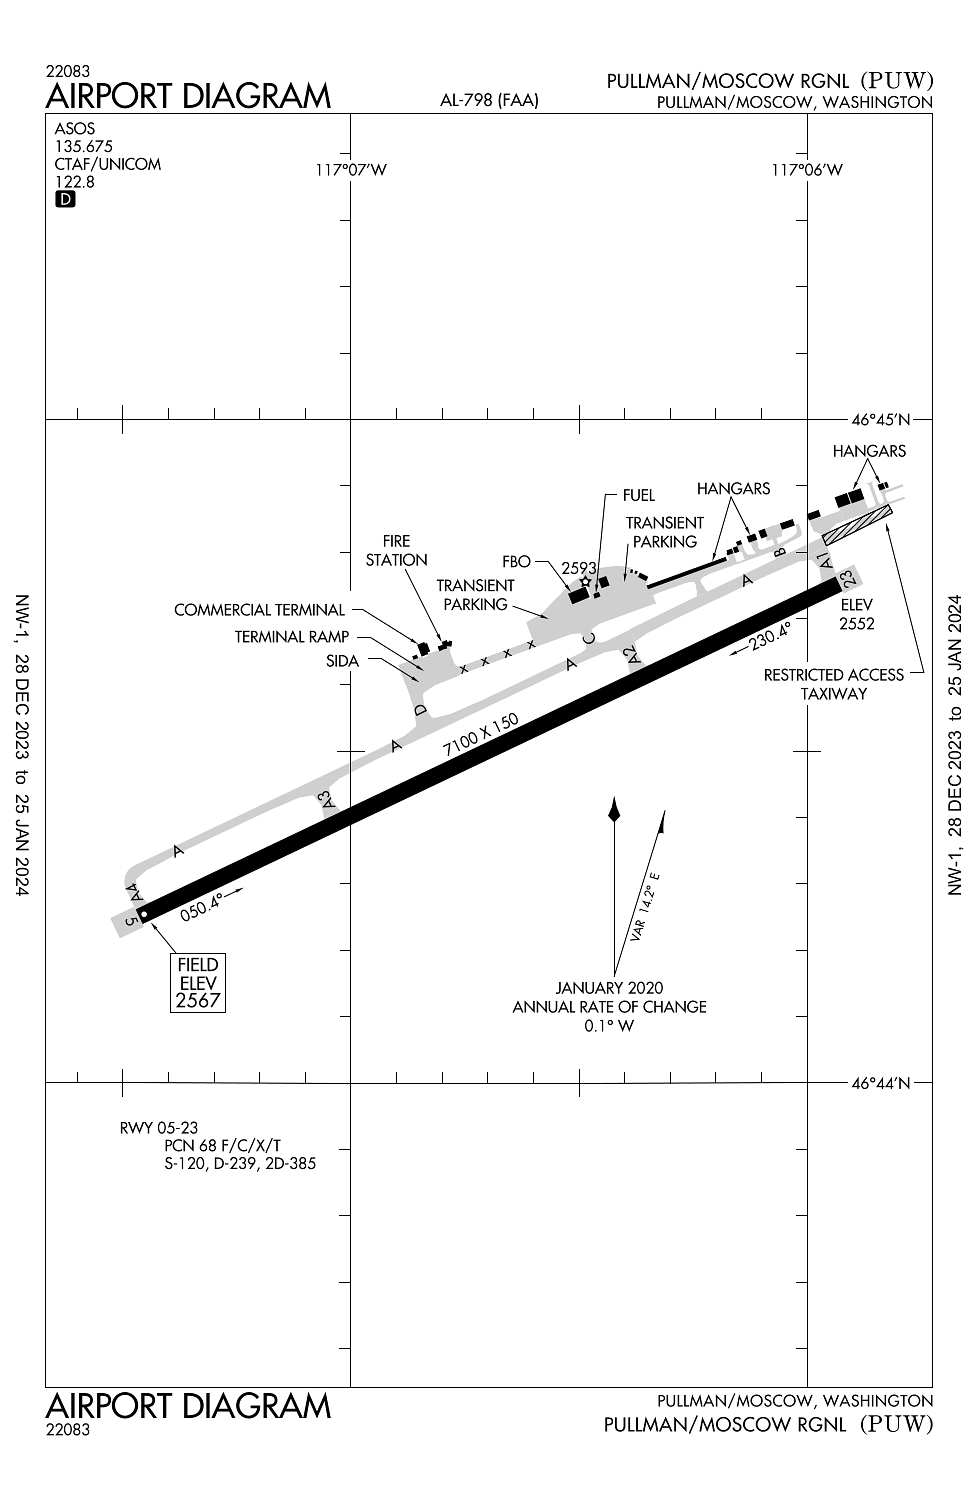 22083
AIRPORT DIAGRAM
AL-798 (FAA)
PULLMAN/MOSCOW RGNL (PUW)
PULLMAN/MOSCOW, WASHINGTON
ASOS
135.675
CTAF/UNICOM
122.8
D
117°07'W
117°06'W
46°45'N
HANGARS
HANGARS
FUEL
TRANSIENT
PARKING
FIRE
STATION
FBO
2593
TRANSIENT
PARKING
B
A1
23
A
COMMERCIAL TERMINAL
TERMINAL RAMP
SIDA
X X X X
C
A2
A
ELEV
2552
230.4°
RESTRICTED ACCESS
TAXIWAY
D
A
7100 X 150
A3
A
A4
5
050.4°
FIELD
ELEV
2567
VAR 14.2° E
JANUARY 2020
ANNUAL RATE OF CHANGE
0.1° W
46°44'N
RWY 05-23
PCN 68 F/C/X/T
S-120, D-239, 2D-385
NW-1, 28 DEC 2023 to 25 JAN 2024
NW-1, 28 DEC 2023 to 25 JAN 2024
AIRPORT DIAGRAM
22083
PULLMAN/MOSCOW, WASHINGTON
PULLMAN/MOSCOW RGNL (PUW)